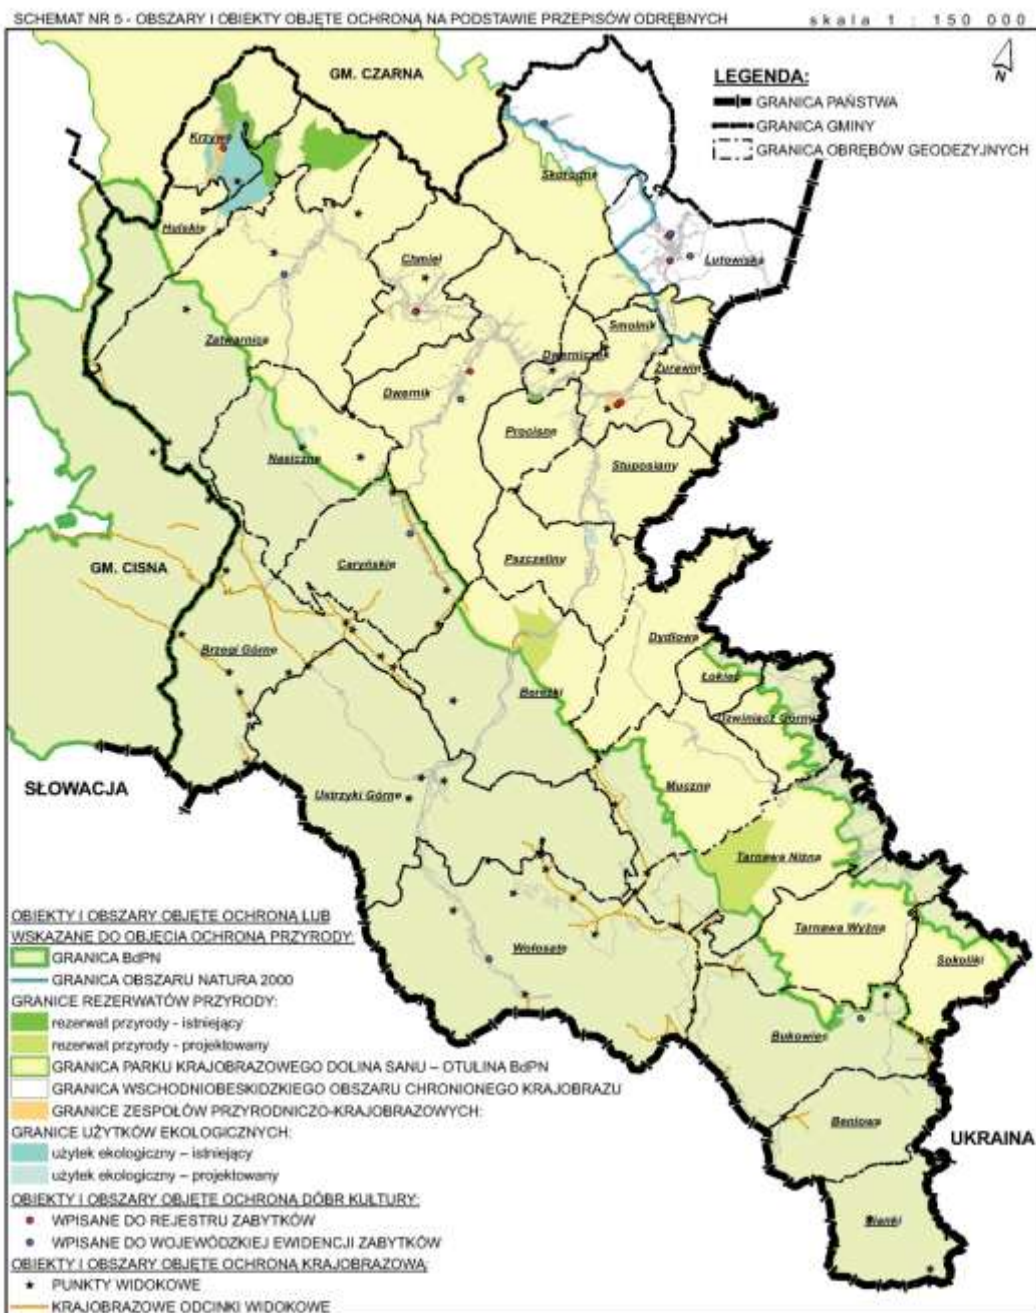 SCHEMAT NR 5 - OBSZARY I OBIEKTY OBJĘTE OCHRONĄ NA PODSTAWIE PRZEPISÓW ODRĘBNYCH
skala 1 : 150 000
GM. CZARNA
N
LEGENDA:
GRANICA PAŃSTWA
GRANICA GMINY
GRANICA OBRĘBÓW GEODEZYJNYCH
Krzywe
Skorodne
Hulskie
Lutowiska
Chmiel
Zatwarnica
Smolnik
Dwerniczek
Żurawin
Dwernik
Procisne
Nasiczne
Stuposiany
Pszczeliny
Caryńskie
GM. CISNA
Dydiowa
Brzegi Górne
Łokieć
Bereżki
Dźwiniacz Górny
SŁOWACJA
Ustrzyki Górne
Muczne
Tarnawa Niżna
Tarnawa Wyżna
Wołosate
Sokoliki
Bukowiec
Beniowa
UKRAINA
Sianki
OBIEKTY I OBSZARY OBJĘTE OCHRONĄ LUB
WSKAZANE DO OBJĘCIA OCHRONĄ PRZYRODY:
GRANICA BdPN
GRANICA OBSZARU NATURA 2000
GRANICE REZERWATÓW PRZYRODY:
rezerwat przyrody - istniejący
rezerwat przyrody - projektowany
GRANICA PARKU KRAJOBRAZOWEGO DOLINA SANU – OTULINA BdPN
GRANICA WSCHODNIOBESKIDZKIEGO OBSZARU CHRONIONEGO KRAJOBRAZU
GRANICE ZESPOŁÓW PRZYRODNICZO-KRAJOBRAZOWYCH:
GRANICE UŻYTKÓW EKOLOGICZNYCH:
użytek ekologiczny – istniejący
użytek ekologiczny – projektowany
OBIEKTY I OBSZARY OBJĘTE OCHRONĄ DÓBR KULTURY:
WPISANE DO REJESTRU ZABYTKÓW
WPISANE DO WOJEWÓDZKIEJ EWIDENCJI ZABYTKÓW
OBIEKTY I OBSZARY OBJĘTE OCHRONĄ KRAJOBRAZOWĄ:
PUNKTY WIDOKOWE
KRAJOBRAZOWE ODCINKI WIDOKOWE